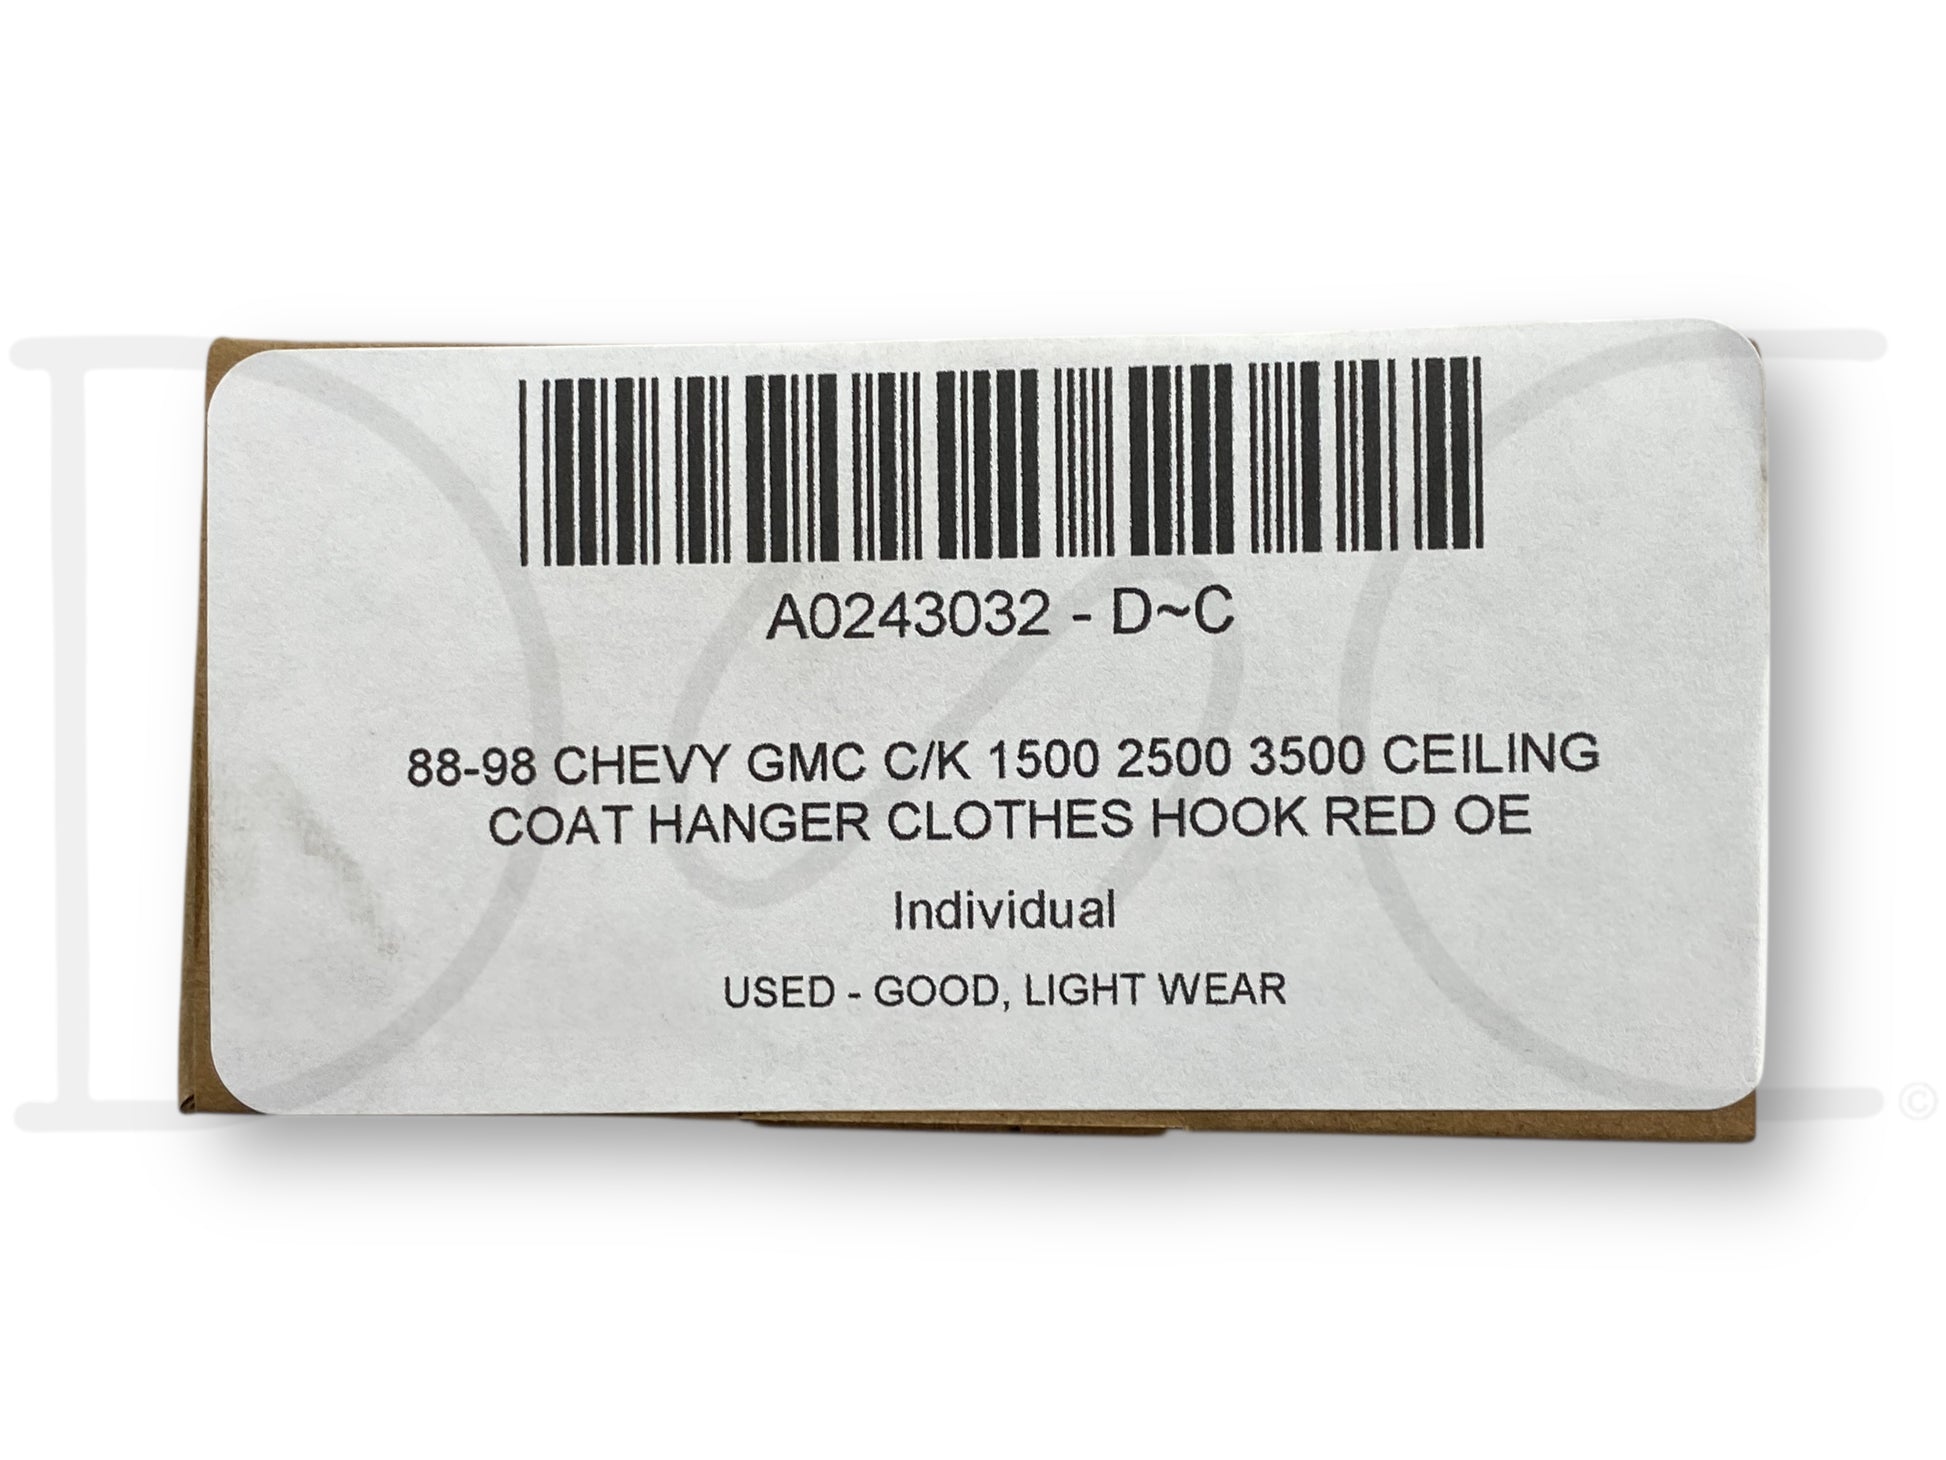 A0243032 - D~C
88-98 CHEVY GMC C/K 1500 2500 3500 CEILING
COAT HANGER CLOTHES HOOK RED OE
Individual
USED - GOOD, LIGHT WEAR
D~C
©